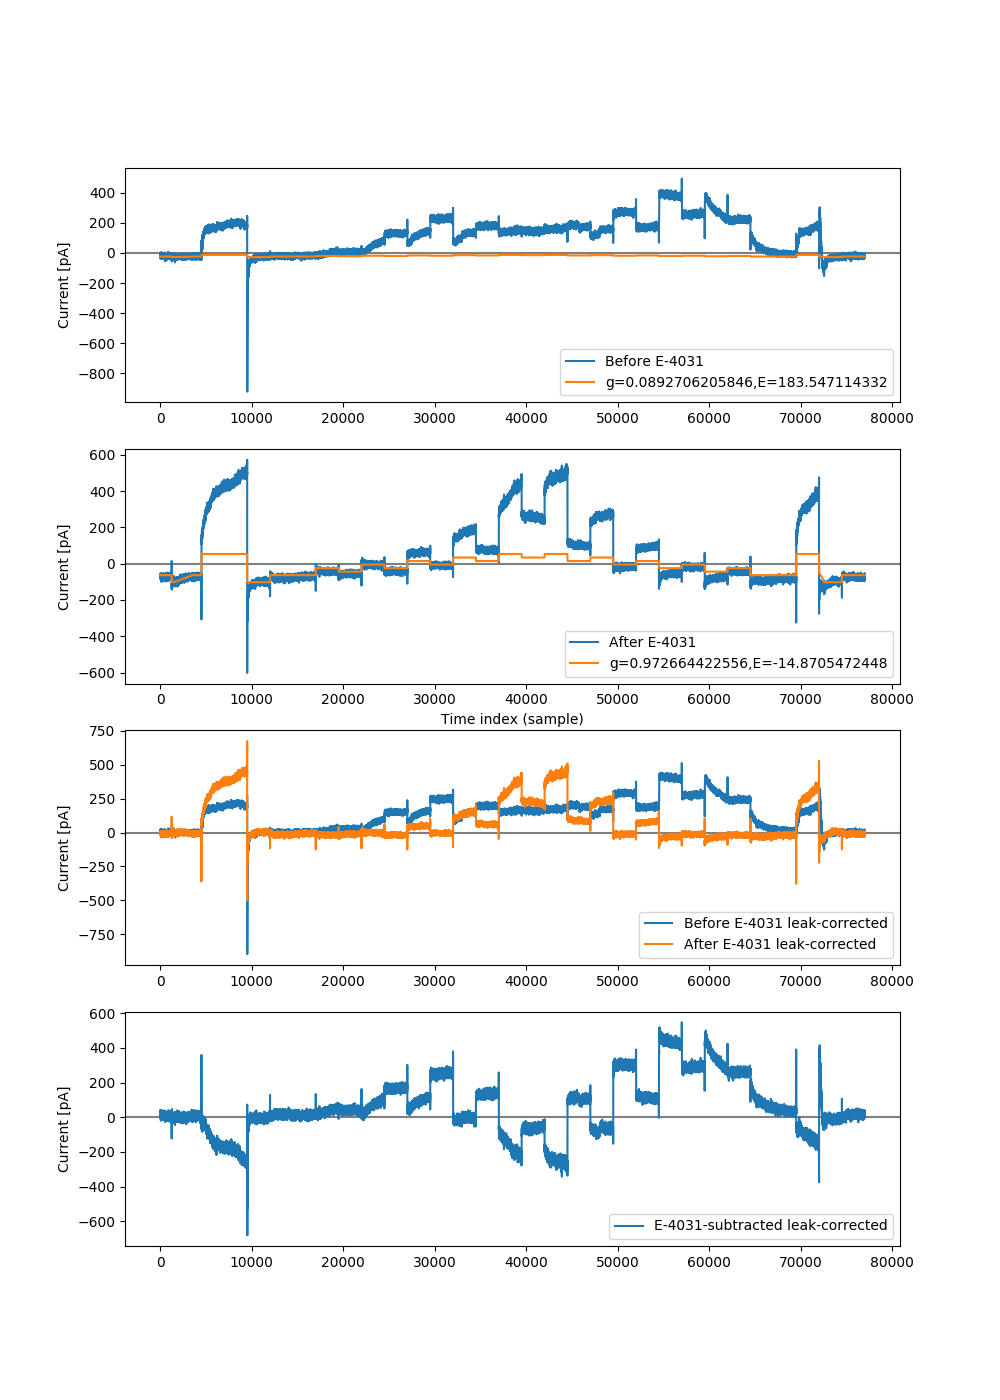 400
200
0
−200
−400
−600
−800
Current [pA]
Before E-4031
g=0.0892706205846,E=183.547114332
0 10000 20000 30000 40000 50000 60000 70000 80000
600
400
200
0
−200
−400
−600
Current [pA]
After E-4031
g=0.972664422556,E=-14.8705472448
0 10000 20000 30000 40000 50000 60000 70000 80000
Time index (sample)
750
500
250
0
−250
−500
−750
Current [pA]
Before E-4031 leak-corrected
After E-4031 leak-corrected
0 10000 20000 30000 40000 50000 60000 70000 80000
600
400
200
0
−200
−400
−600
Current [pA]
E-4031-subtracted leak-corrected
0 10000 20000 30000 40000 50000 60000 70000 80000